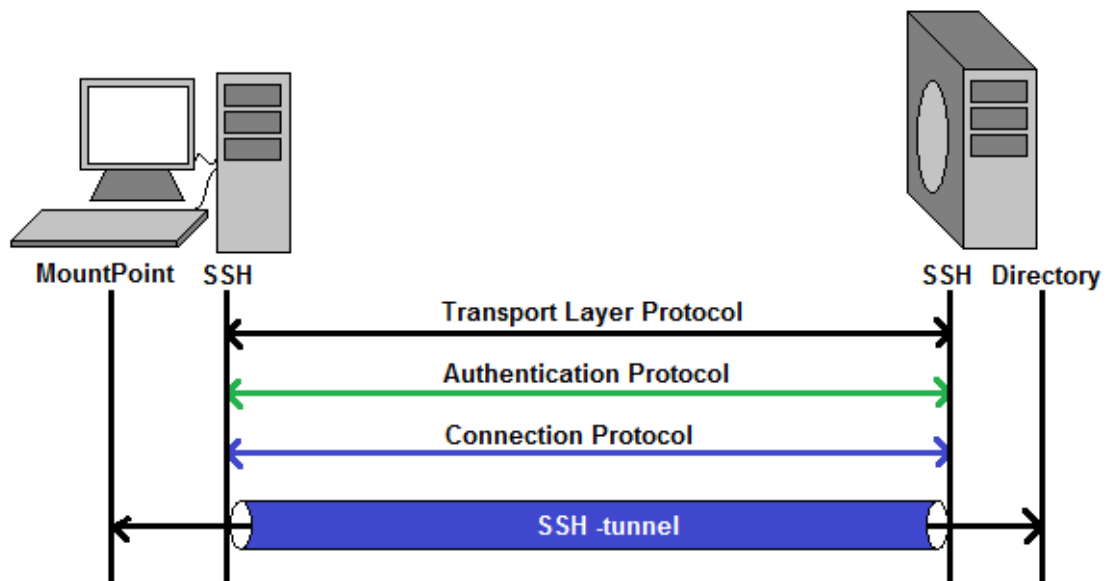 MountPoint SSH
SSH Directory
Transport Layer Protocol
Authentication Protocol
Connection Protocol
SSH -tunnel